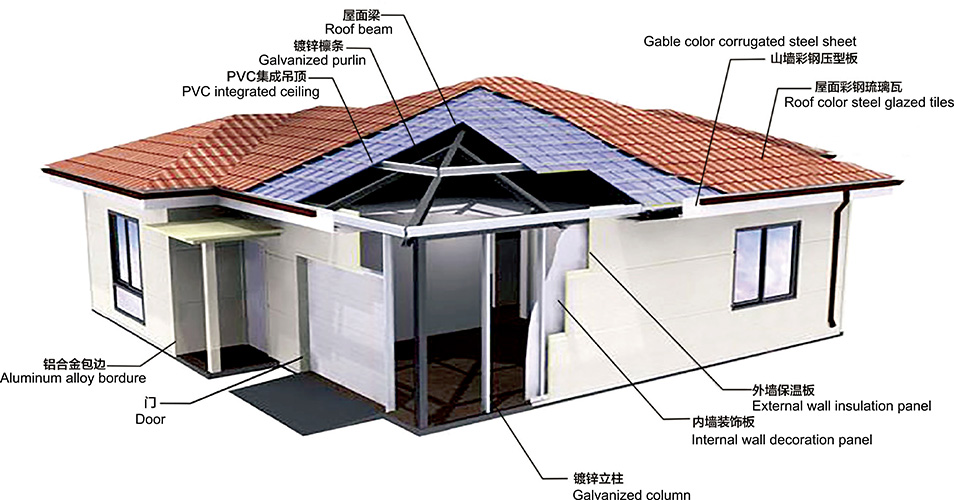 屋面梁
Roof beam
镀锌檩条
Galvanized purlin
PVC集成吊顶
PVC integrated ceiling
Gable color corrugated steel sheet
山墙彩钢压型板
屋面彩钢琉璃瓦
Roof color steel glazed tiles
铝合金包边
Aluminum alloy bordure
门
Door
外墙保温板
External wall insulation panel
内墙装饰板
Internal wall decoration panel
镀锌立柱
Galvanized column